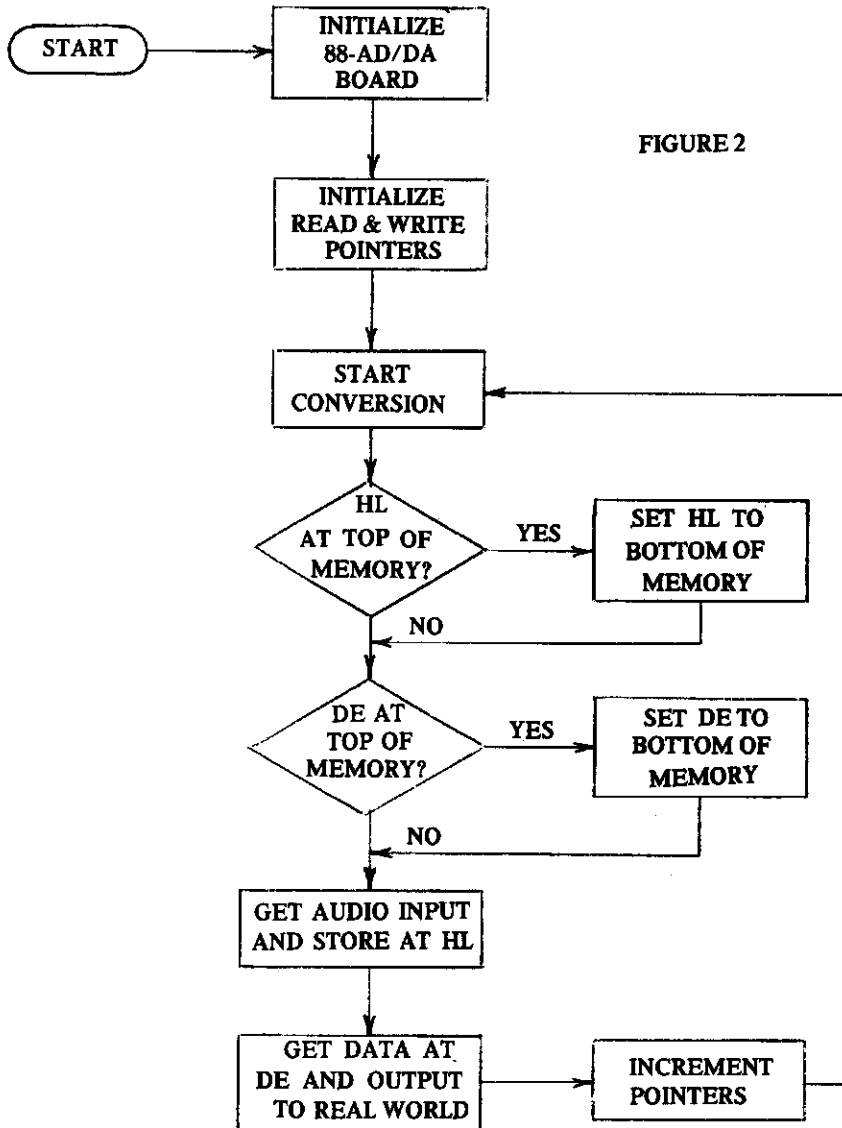 START
INITIALIZE
88-AD/DA
BOARD
FIGURE 2
INITIALIZE
READ & WRITE
POINTERS
START
CONVERSION
HL
AT TOP OF
MEMORY?
YES
SET HL TO
BOTTOM OF
MEMORY
NO
DE AT
TOP OF
MEMORY?
YES
SET DE TO
BOTTOM OF
MEMORY
NO
GET AUDIO INPUT
AND STORE AT HL
GET DATA AT
DE AND OUTPUT
TO REAL WORLD
INCREMENT
POINTERS